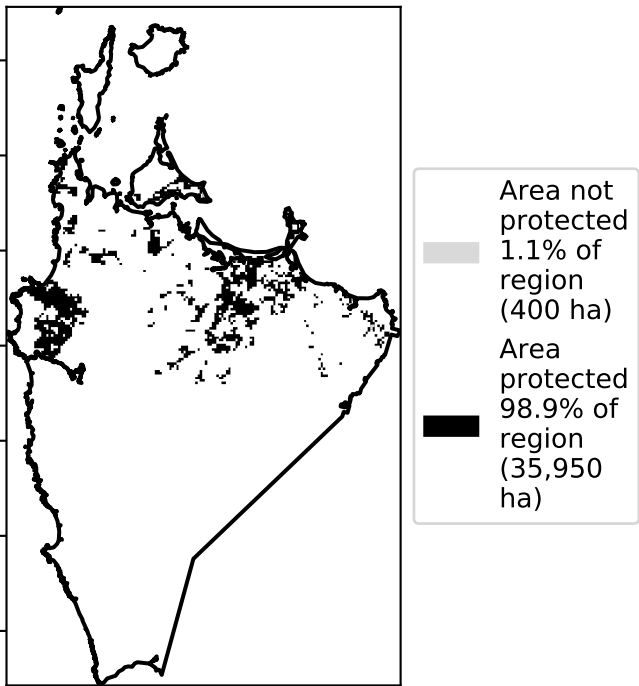 Area not
protected
1.1% of
region
(400 ha)
Area
protected
98.9% of
region
(35,950
ha)